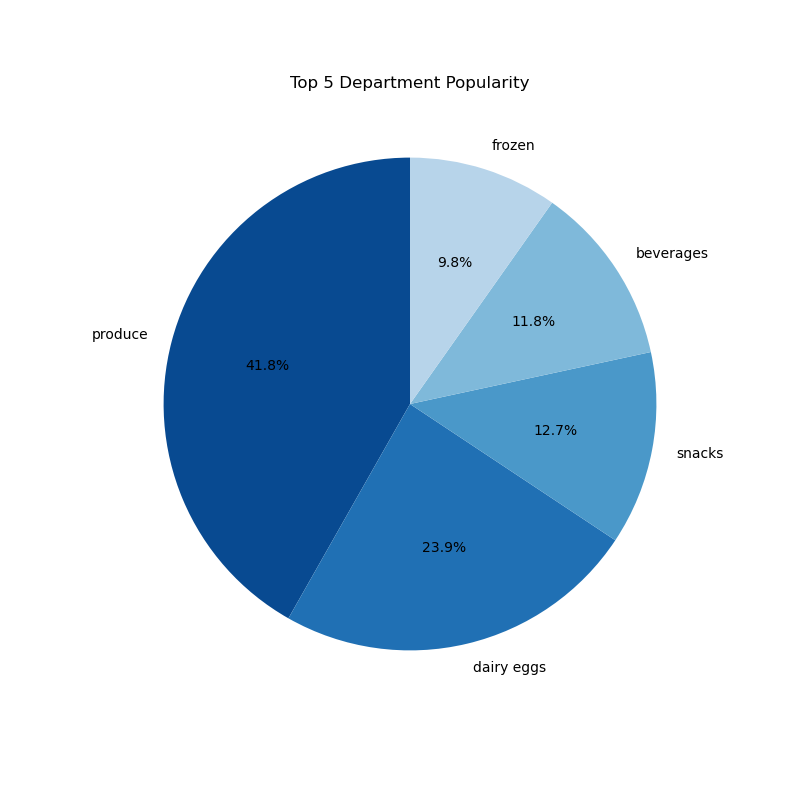 Top 5 Department Popularity
frozen
beverages
9.8%
11.8%
produce
41.8%
12.7%
snacks
23.9%
dairy eggs